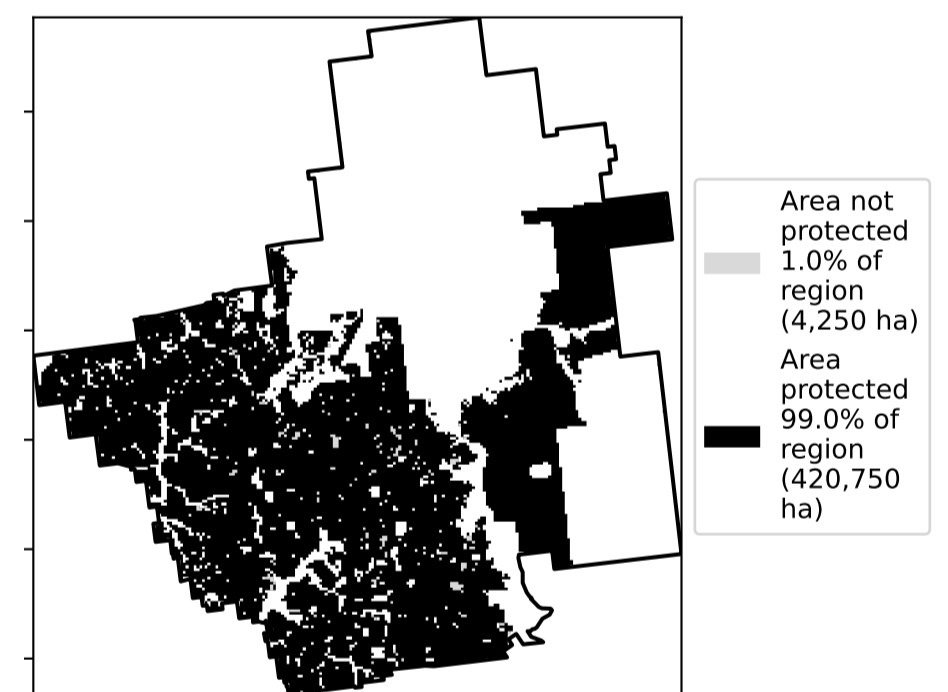 Area not
protected
1.0% of
region
(4,250 ha)
Area
protected
99.0% of
region
(420,750
ha)